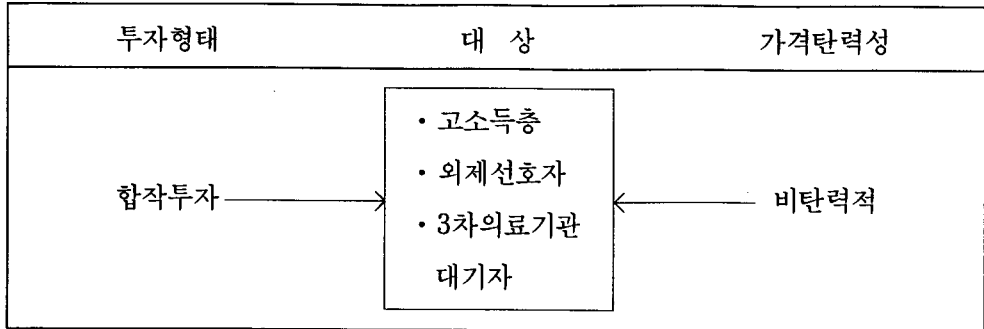 투자형태 대 상 가격탄력성
· 고소득층
· 외제선호자
합작투자 비탄력적
· 3차의료기관
대기자